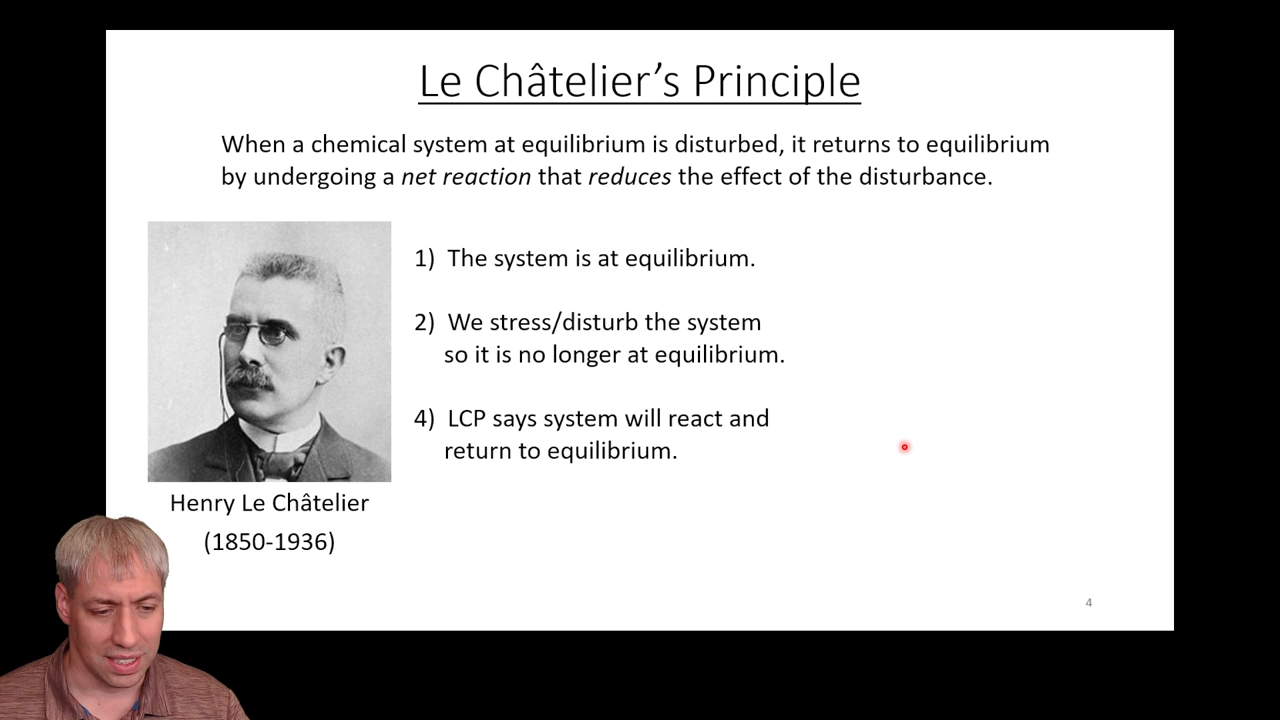 Le Châtelier’s Principle
When a chemical system at equilibrium is disturbed, it returns to equilibrium
by undergoing a net reaction that reduces the effect of the disturbance.
1) The system is at equilibrium.
2) We stress/disturb the system
so it is no longer at equilibrium.
4) LCP says system will react and
return to equilibrium.
Henry Le Châtelier
(1850-1936)
4